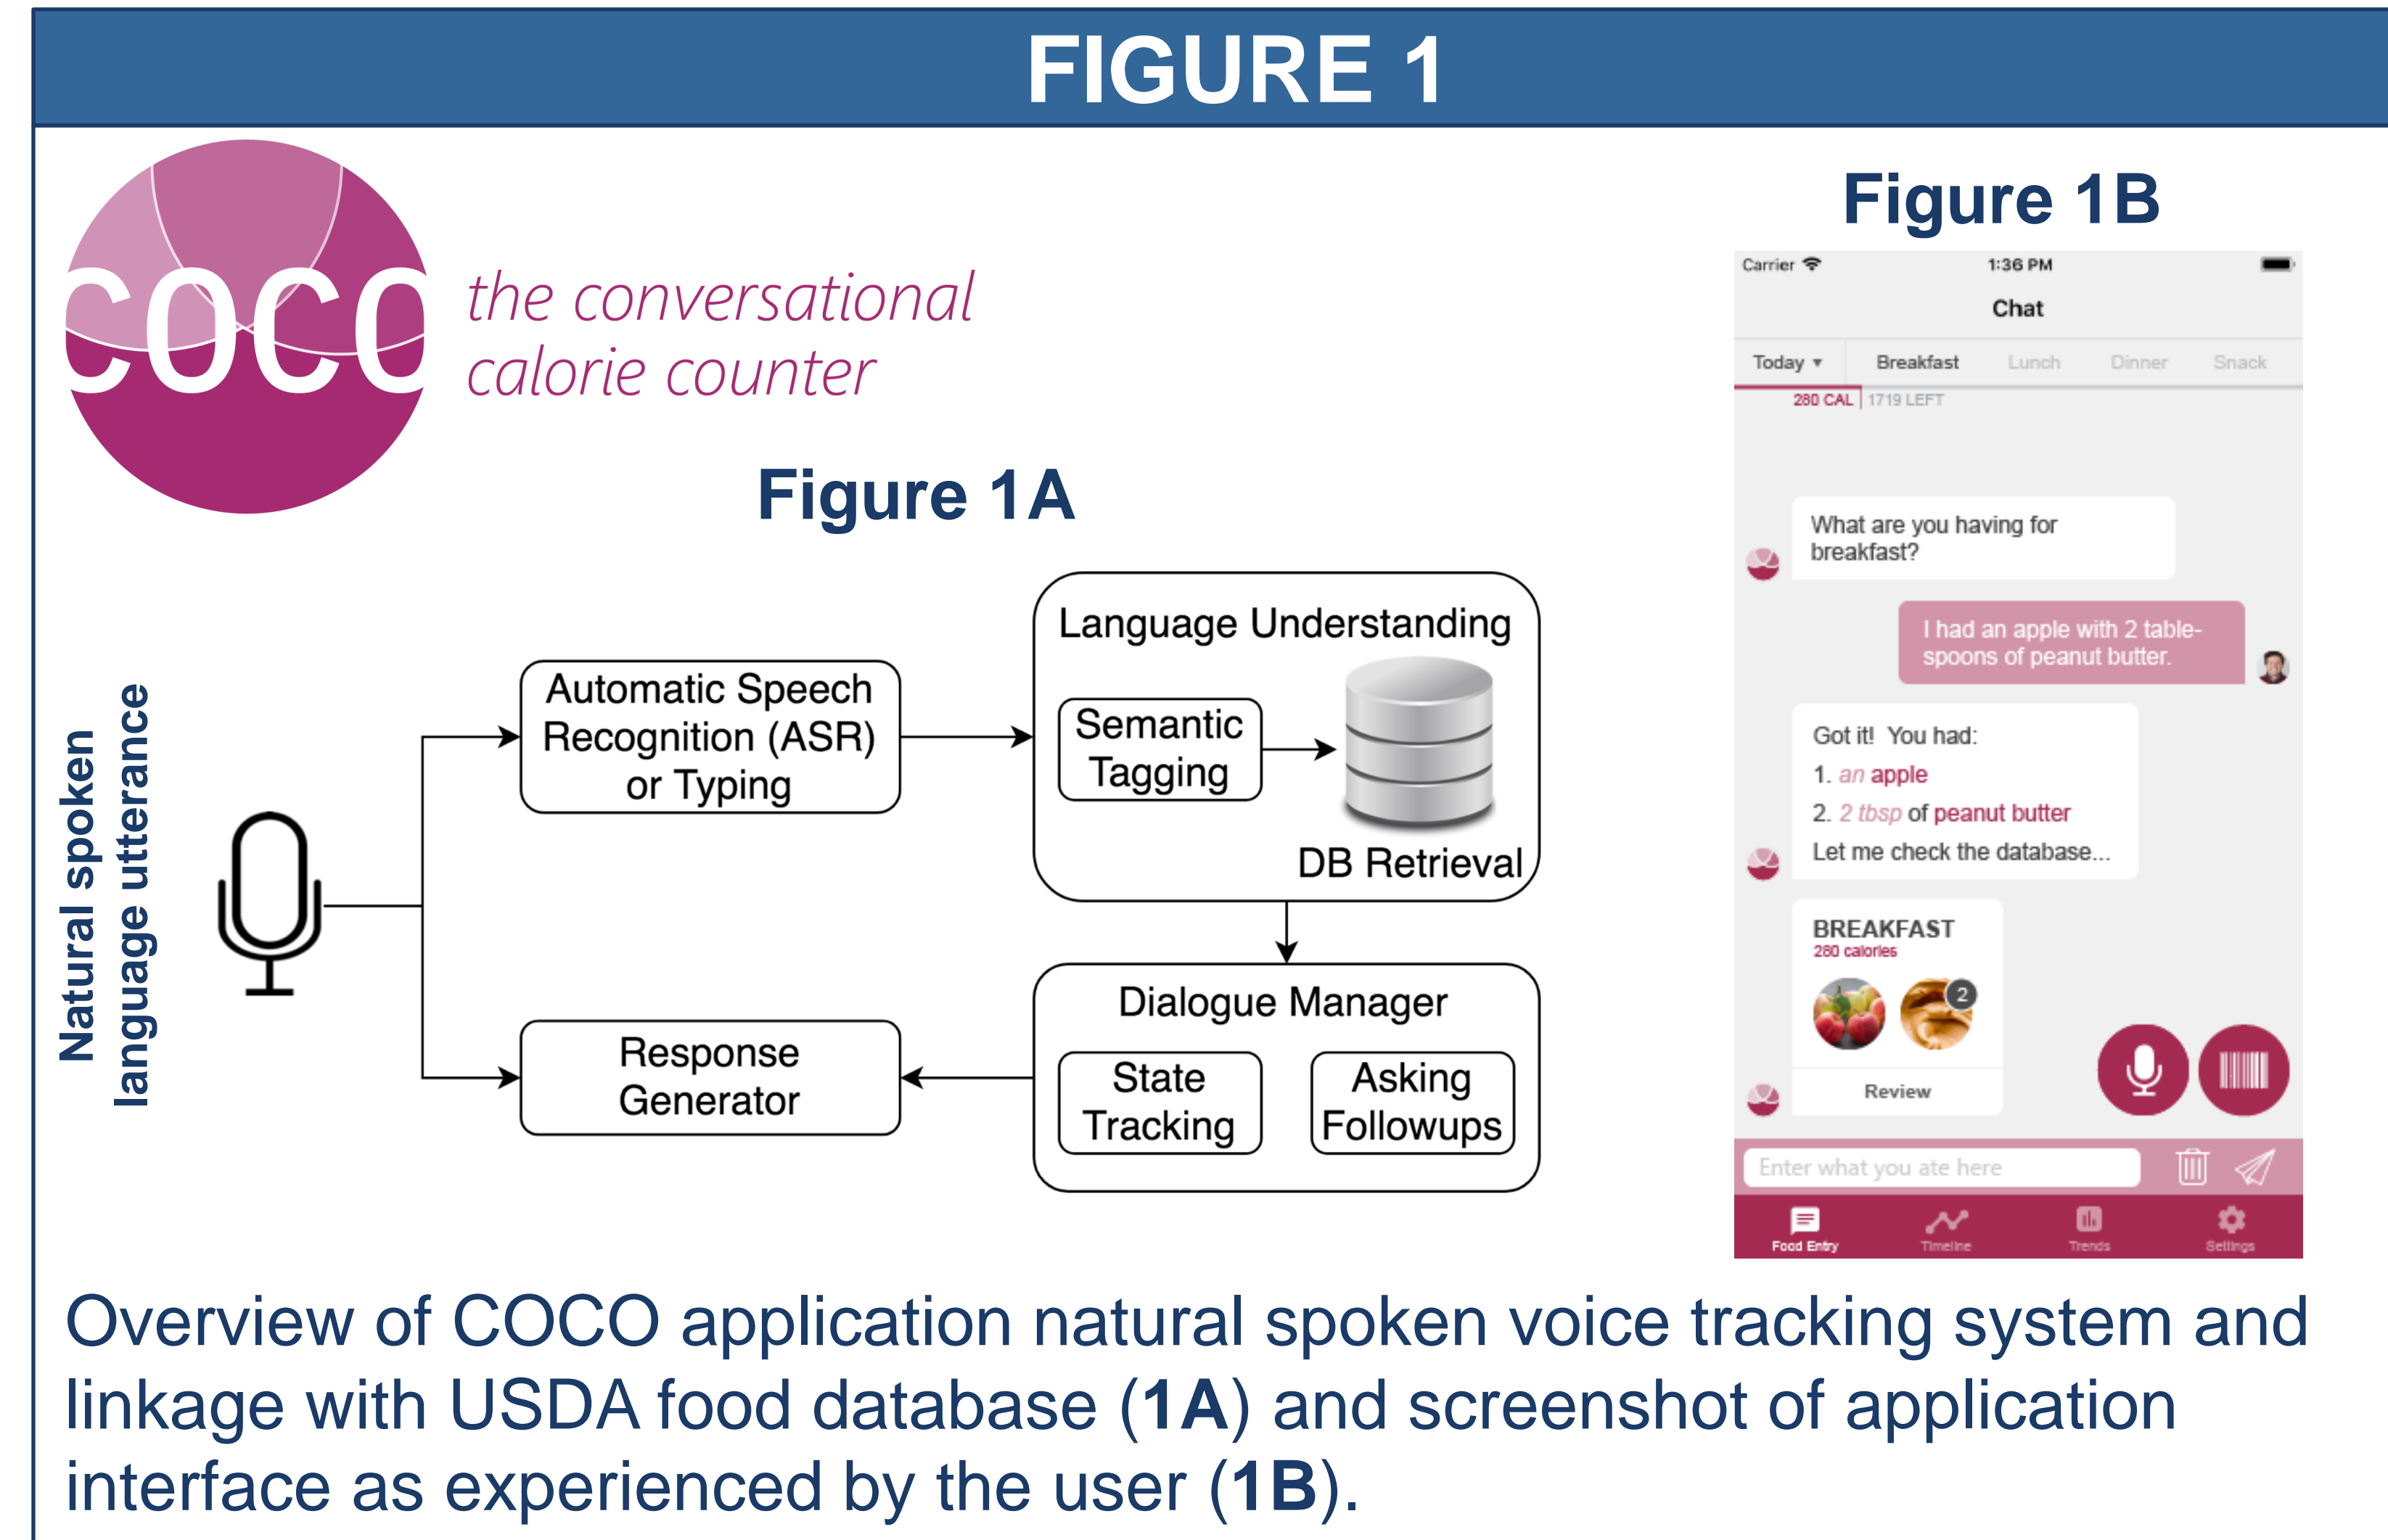 FIGURE 1
coco
the conversational
calorie counter
Figure 1A
Natural spoken
language utterance
Automatic Speech
Recognition (ASR)
or Typing
Language Understanding
Semantic
Tagging
DB Retrieval
Dialogue Manager
State
Tracking
Asking
Followups
Response
Generator
Figure 1B
Carrier 1:36 PM
Chat
Today ▾ Breakfast Lunch Dinner Snack
280 CAL 1719 LEFT
What are you having for
breakfast?
I had an apple with 2 table-
spoons of peanut butter.
Got it! You had:
1. an apple
2. 2 tbsp of peanut butter
Let me check the database...
BREAKFAST
280 calories
2
Review
Enter what you ate here
Food Entry Timeline Trends Settings
Overview of COCO application natural spoken voice tracking system and
linkage with USDA food database (1A) and screenshot of application
interface as experienced by the user (1B).